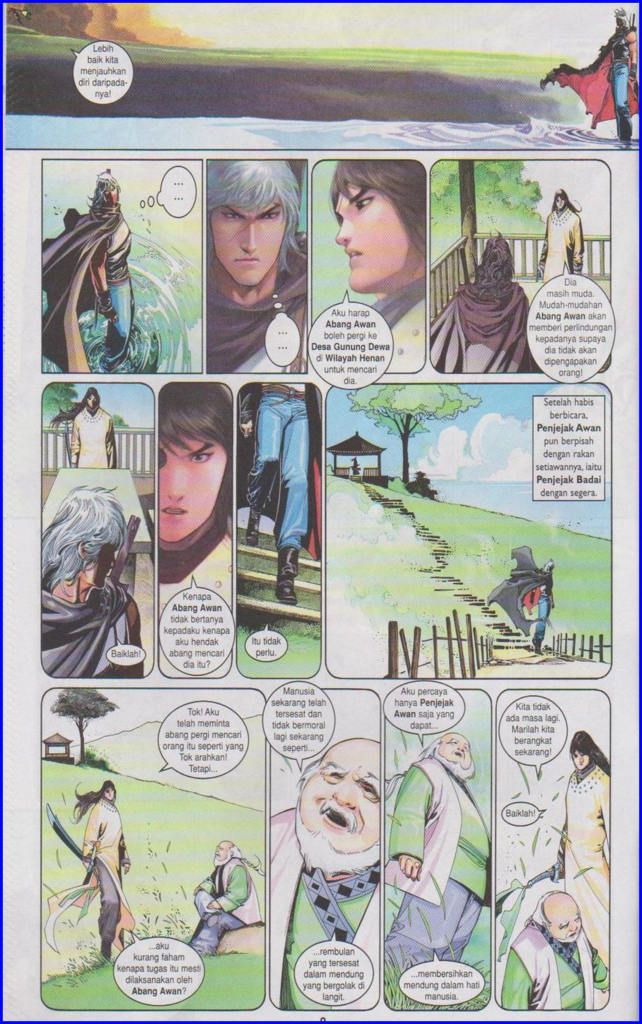 Lebih
baik kita
menjauhkan
diri daripada-
nya!
...
...
...
...
Aku harap
Abang Awan
boleh pergi ke
Desa Gunung Dewa
di Wilayah Henan
untuk mencari
dia.
Dia
masih muda.
Mudah-mudahan
Abang Awan akan
memberi perlindungan
kepadanya supaya
dia tidak akan
dipengapakan
orang!
Baiklah!
Kenapa
Abang Awan
tidak bertanya
kepadaku kenapa
aku hendak
abang mencari
dia itu?
Itu tidak
perlu.
Setelah habis
berbicara,
Penjejak Awan
pun berpisah
dengan rakan
setiawannya, iaitu
Penjejak Badai
dengan segera.
Tok! Aku
telah meminta
abang pergi mencari
orang itu seperti yang
Tok arahkan!
Tetapi...
...aku
kurang faham
kenapa tugas itu mesti
dilaksanakan oleh
Abang Awan?
Manusia
sekarang telah
tersesat dan
tidak bermoral
lagi sekarang
seperti...
...rembulan
yang tersesat
dalam mendung
yang bergolak di
langit.
Aku percaya
hanya Penjejak
Awan saja yang
dapat...
...membersihkan
mendung dalam hati
manusia.
Kita tidak
ada masa lagi.
Marilah kita
berangkat
sekarang!
Baiklah!